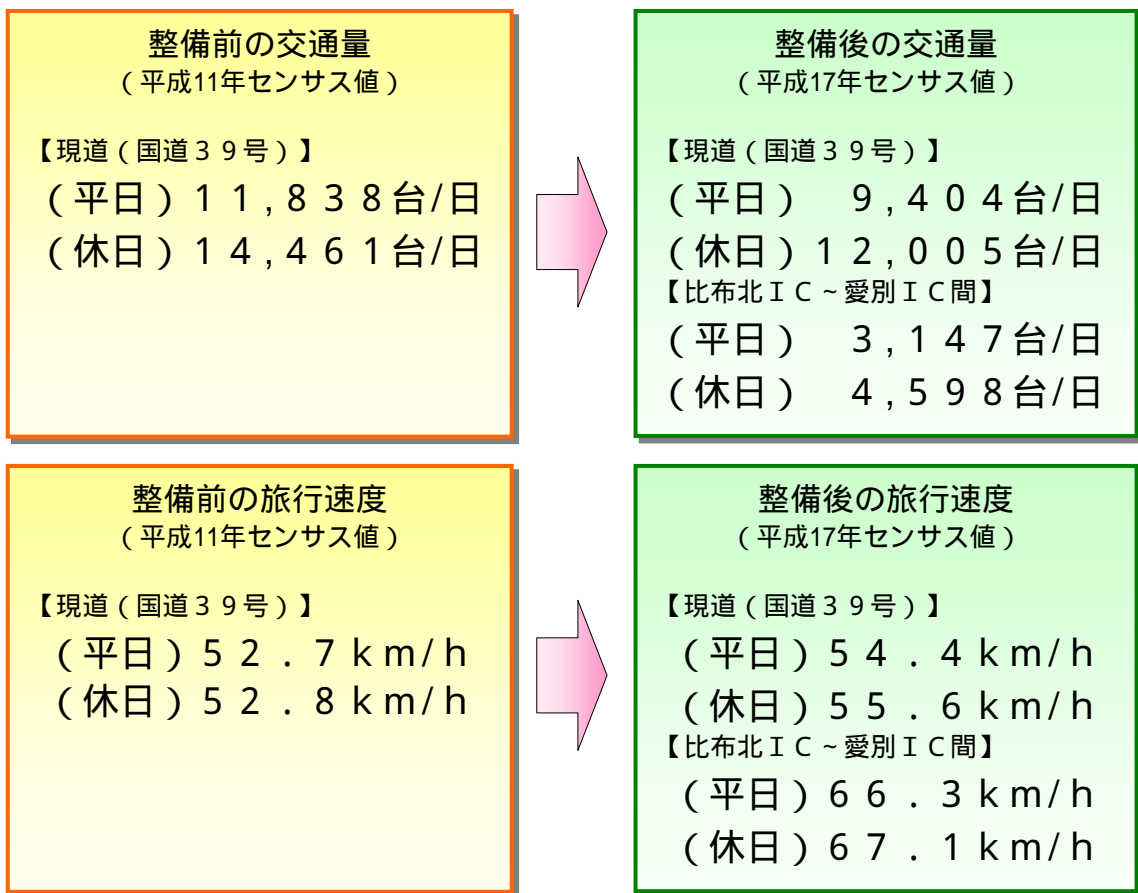 整備前の交通量
（平成11年センサス値）
【現道（国道３９号）】
（平日）１１,８３８台/日
（休日）１４,４６１台/日
整備後の交通量
（平成17年センサス値）
【現道（国道３９号）】
（平日）　９,４０４台/日
（休日）１２,００５台/日
【比布北ＩＣ~愛別ＩＣ間】
（平日）　３,１４７台/日
（休日）　４,５９８台/日
整備前の旅行速度
（平成11年センサス値）
【現道（国道３９号）】
（平日）５２．７ｋｍ/ｈ
（休日）５２．８ｋｍ/ｈ
整備後の旅行速度
（平成17年センサス値）
【現道（国道３９号）】
（平日）５４．４ｋｍ/ｈ
（休日）５５．６ｋｍ/ｈ
【比布北ＩＣ~愛別ＩＣ間】
（平日）６６．３ｋｍ/ｈ
（休日）６７．１ｋｍ/ｈ